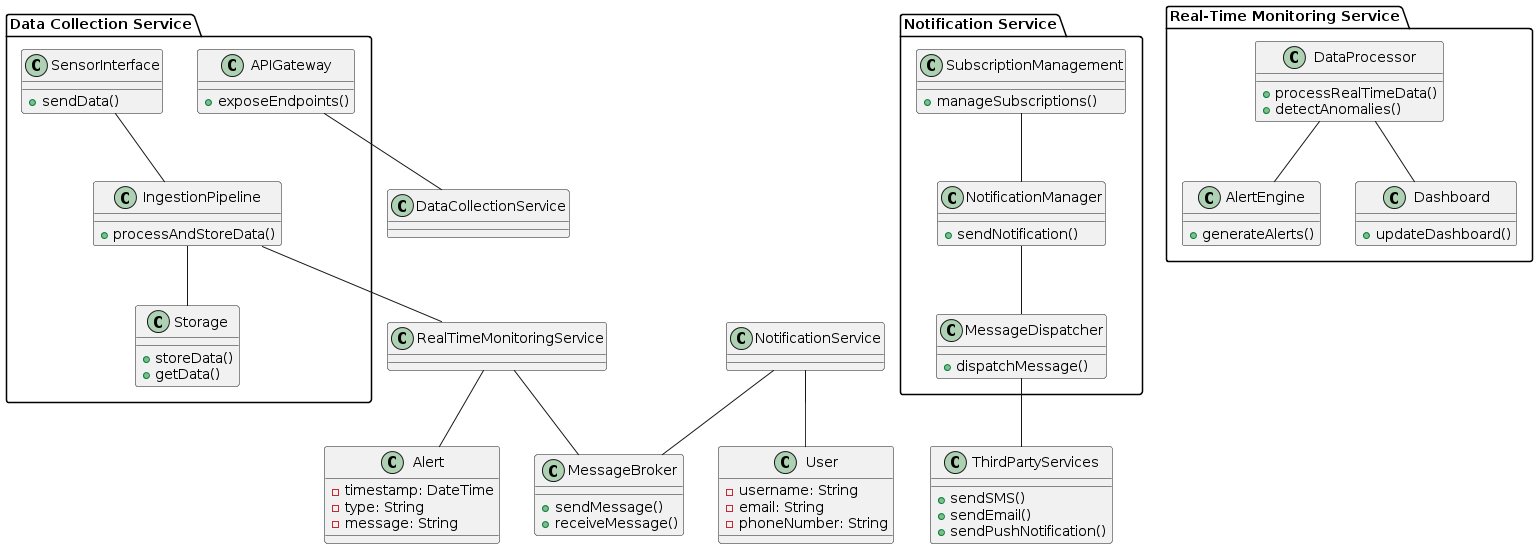 Data Collection Service
C SensorInterface
sendData()
C APIGateway
exposeEndpoints()
C IngestionPipeline
processAndStoreData()
C Storage
storeData()
getData()
C DataCollectionService
C RealTimeMonitoringService
C NotificationService
C Alert
timestamp: DateTime
type: String
message: String
C MessageBroker
sendMessage()
receiveMessage()
C User
username: String
email: String
phoneNumber: String
Notification Service
C SubscriptionManagement
manageSubscriptions()
C NotificationManager
sendNotification()
C MessageDispatcher
dispatchMessage()
C ThirdPartyServices
sendSMS()
sendEmail()
sendPushNotification()
Real-Time Monitoring Service
C DataProcessor
processRealTimeData()
detectAnomalies()
C AlertEngine
generateAlerts()
C Dashboard
updateDashboard()